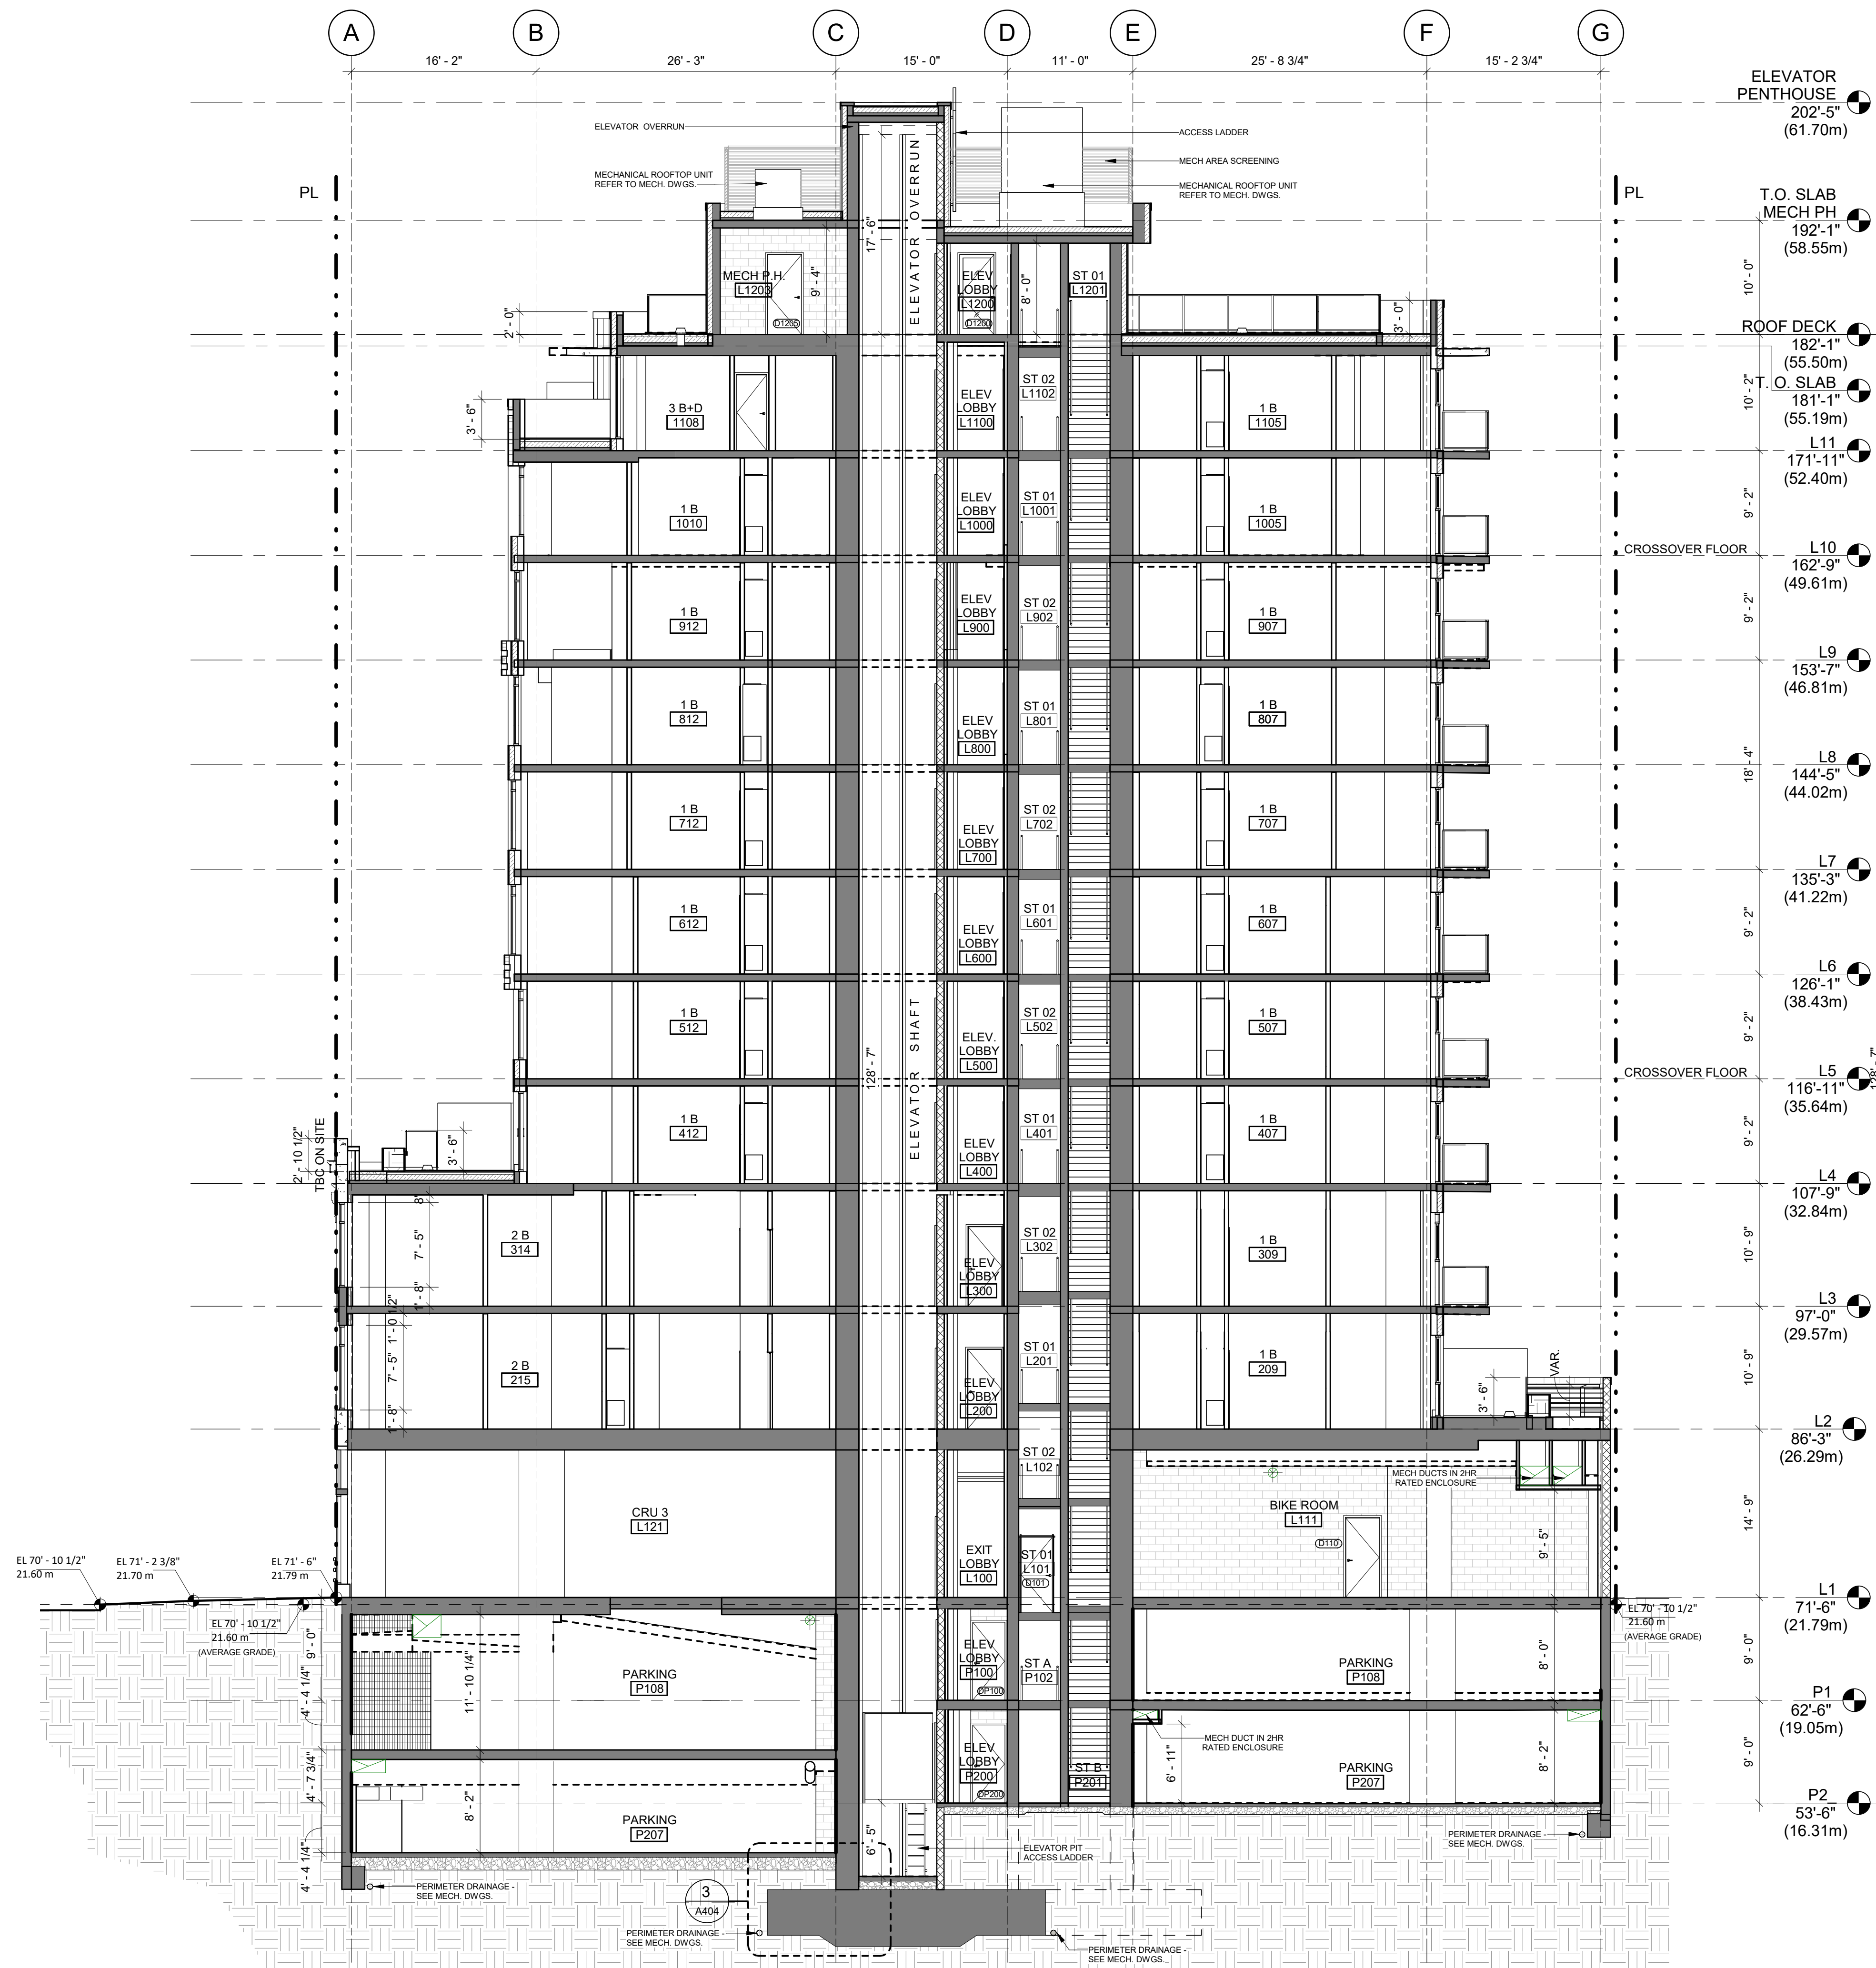 A
B
C
D
E
F
G
16' - 2"
26' - 3"
15' - 0"
11' - 0"
25' - 8 3/4"
15' - 2 3/4"
ELEVATOR
PENTHOUSE
202'-5"
(61.70m)
ELEVATOR OVERRUN
ACCESS LADDER
MECH AREA SCREENING
MECHANICAL ROOFTOP UNIT
REFER TO MECH. DWGS.
MECHANICAL ROOFTOP UNIT
REFER TO MECH. DWGS.
PL
PL
T.O. SLAB
MECH PH
192'-1"
(58.55m)
ELEVATOR OVERRUN
17' - 6"
MECH P.H.
L1203
9' - 4"
D1205
ELEV
LOBBY
L1200
D1200
8' - 0"
ST 01
L1201
10' - 0"
2' - 0"
3' - 0"
ROOF DECK
182'-1"
(55.50m)
T. O. SLAB
181'-1"
(55.19m)
10' - 2"
3' - 6"
3 B+D
1108
ELEV
LOBBY
L1100
ST 02
L1102
1 B
1105
L11
171'-11"
(52.40m)
9' - 2"
1 B
1010
ELEV
LOBBY
L1000
ST 01
L1001
1 B
1005
CROSSOVER FLOOR
L10
162'-9"
(49.61m)
9' - 2"
1 B
912
ELEV
LOBBY
L900
ST 02
L902
1 B
907
L9
153'-7"
(46.81m)
18' - 4"
1 B
812
ELEV
LOBBY
L800
ST 01
L801
1 B
807
L8
144'-5"
(44.02m)
1 B
712
ELEV
LOBBY
L700
ST 02
L702
1 B
707
L7
135'-3"
(41.22m)
9' - 2"
1 B
612
ELEV
LOBBY
L600
ST 01
L601
1 B
607
L6
126'-1"
(38.43m)
9' - 2"
1 B
512
ELEVATOR SHAFT
128' - 7"
ELEV.
LOBBY
L500
ST 02
L502
1 B
507
CROSSOVER FLOOR
L5
116'-11"
(35.64m)
128' - 7"
9' - 2"
2' - 10 1/2"
TBC ON SITE
3' - 6"
1 B
412
ELEV
LOBBY
L400
ST 01
L401
1 B
407
L4
107'-9"
(32.84m)
10' - 9"
8"
7' - 5"
1' - 8"
2 B
314
ELEV
LOBBY
L300
ST 02
L302
1 B
309
L3
97'-0"
(29.57m)
10' - 9"
1' - 0 1/2"
7' - 5"
1' - 8"
2 B
215
ELEV
LOBBY
L200
ST 01
L201
1 B
209
3' - 6"
VAR.
L2
86'-3"
(26.29m)
14' - 9"
CRU 3
L121
EXIT
LOBBY
L100
ST 02
L102
ST 01
L101
D101
MECH DUCTS IN 2HR
RATED ENCLOSURE
BIKE ROOM
L111
D110
9' - 5"
EL 70' - 10 1/2"
21.60 m
EL 71' - 2 3/8"
21.70 m
EL 71' - 6"
21.79 m
EL 70' - 10 1/2"
21.60 m
(AVERAGE GRADE)
L1
71'-6"
(21.79m)
EL 70' - 10 1/2"
21.60 m
(AVERAGE GRADE)
9' - 0"
9' - 0"
4' - 4 1/4"
11' - 10 1/4"
PARKING
P108
ELEV
LOBBY
P100
DP100
ST A
P102
PARKING
P108
8' - 0"
P1
62'-6"
(19.05m)
9' - 0"
4' - 7 3/4"
8' - 2"
PARKING
P207
ELEV
LOBBY
P200
DP200
ST B
P201
6' - 11"
MECH DUCT IN 2HR
RATED ENCLOSURE
PARKING
P207
8' - 2"
P2
53'-6"
(16.31m)
4' - 4 1/4"
6' - 5"
ELEVATOR PIT
ACCESS LADDER
PERIMETER DRAINAGE -
SEE MECH. DWGS.
PERIMETER DRAINAGE -
SEE MECH. DWGS.
3
A404
PERIMETER DRAINAGE -
SEE MECH. DWGS.
PERIMETER DRAINAGE -
SEE MECH. DWGS.